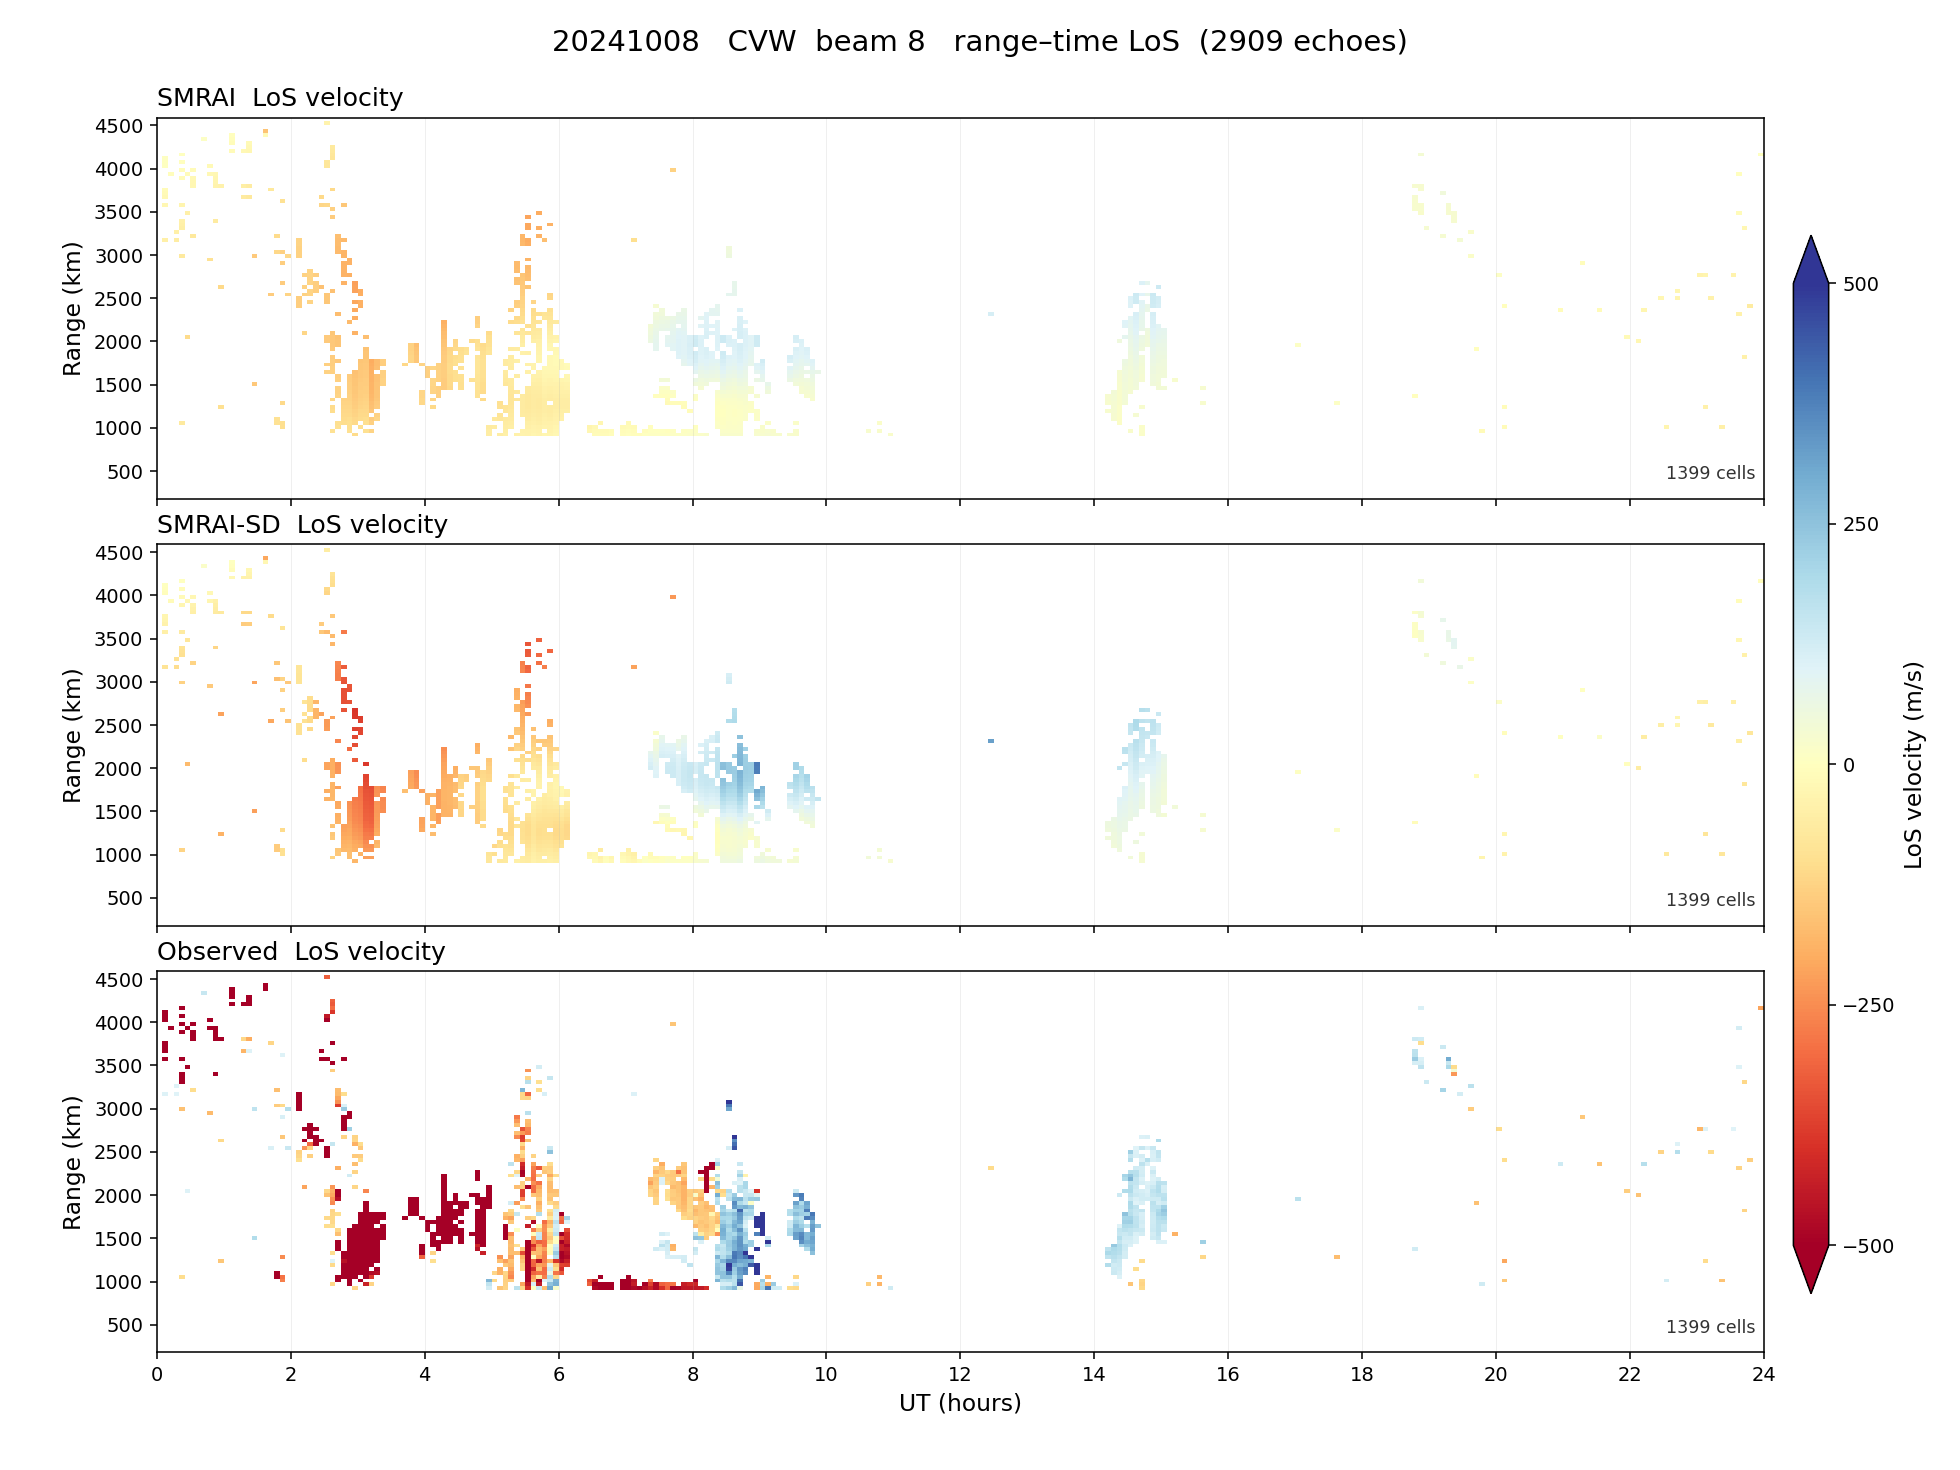 20241008   CVW  beam 8   range–time LoS  (2909 echoes)
SMRAI  LoS velocity
4500
4000
3500
3000
2500
2000
1500
1000
500
Range (km)
1399 cells
SMRAI-SD  LoS velocity
4500
4000
3500
3000
2500
2000
1500
1000
500
Range (km)
1399 cells
Observed  LoS velocity
4500
4000
3500
3000
2500
2000
1500
1000
500
Range (km)
1399 cells
0 2 4 6 8 10 12 14 16 18 20 22 24
UT (hours)
500
250
0
−250
−500
LoS velocity (m/s)